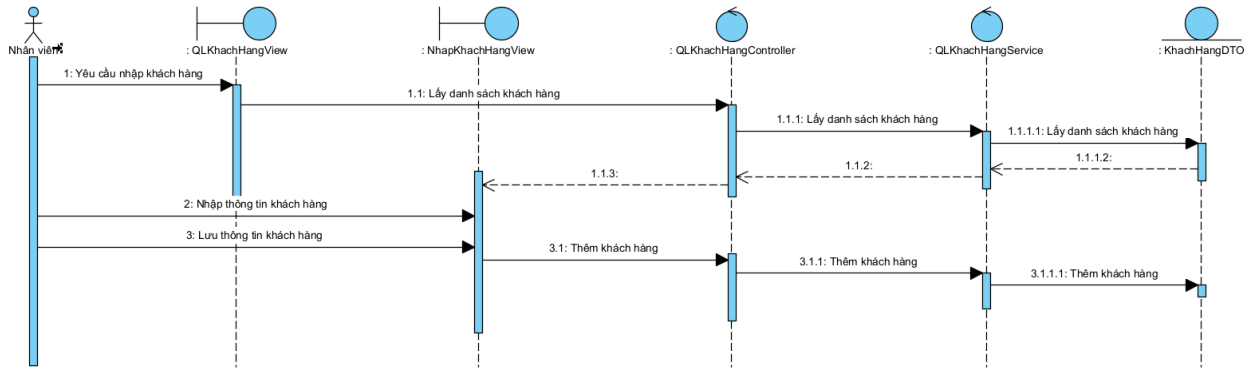 Nhân viên
: QLKhachHangView
: NhapKhachHangView
: QLKhachHangController
: QLKhachHangService
: KhachHangDTO
1: Yêu cầu nhập khách hàng
1.1: Lấy danh sách khách hàng
1.1.1: Lấy danh sách khách hàng
1.1.1.1: Lấy danh sách khách hàng
1.1.1.2:
1.1.2:
1.1.3:
2: Nhập thông tin khách hàng
3: Lưu thông tin khách hàng
3.1: Thêm khách hàng
3.1.1: Thêm khách hàng
3.1.1.1: Thêm khách hàng